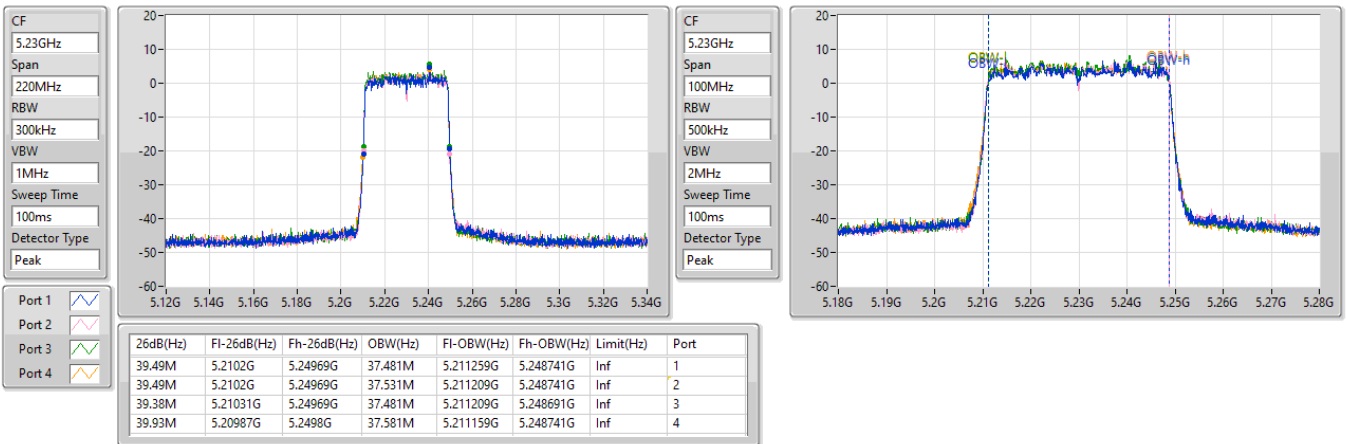 CF
5.23GHz
Span
220MHz
RBW
300kHz
VBW
1MHz
Sweep Time
100ms
Detector Type
Peak
20
10
0
-10
-20
-30
-40
-50
-60
5.12G 5.14G 5.16G 5.18G 5.2G 5.22G 5.24G 5.26G 5.28G 5.3G 5.32G 5.34G
CF
5.23GHz
Span
100MHz
RBW
500kHz
VBW
2MHz
Sweep Time
100ms
Detector Type
Peak
20
10
0
-10
-20
-30
-40
-50
-60
OBW-l OBW-h
5.18G 5.19G 5.2G 5.21G 5.22G 5.23G 5.24G 5.25G 5.26G 5.27G 5.28G
Port 1
Port 2
Port 3
Port 4
26dB(Hz) Fl-26dB(Hz) Fh-26dB(Hz) OBW(Hz) Fl-OBW(Hz) Fh-OBW(Hz) Limit(Hz) Port
39.49M 5.2102G 5.24969G 37.481M 5.211259G 5.248741G Inf 1
39.49M 5.2102G 5.24969G 37.531M 5.211209G 5.248741G Inf 2
39.38M 5.21031G 5.24969G 37.481M 5.211209G 5.248691G Inf 3
39.93M 5.20987G 5.2498G 37.581M 5.211159G 5.248741G Inf 4